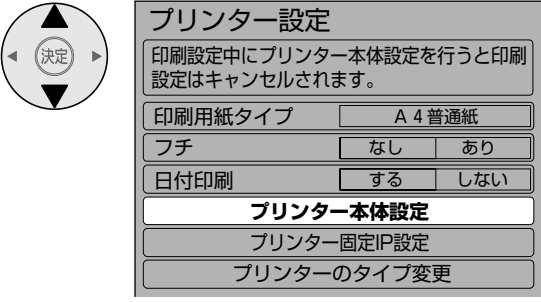 決定
プリンター設定
印刷設定中にプリンター本体設定を行うと印刷
設定はキャンセルされます。
印刷用紙タイプ A4普通紙
フチ なし あり
日付印刷 する しない
プリンター本体設定
プリンター固定IP設定
プリンターのタイプ変更